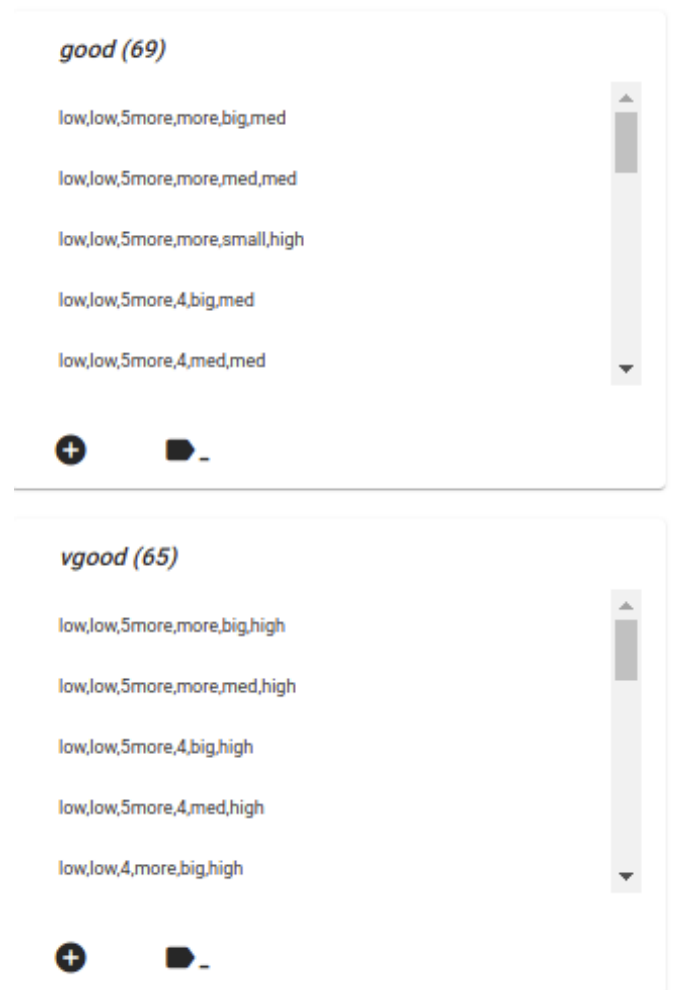 good (69)
low,low,5more,more,big,med
low,low,5more,more,med,med
low,low,5more,more,small,high
low,low,5more,4,big,med
low,low,5more,4,med,med
vgood (65)
low,low,5more,more,big,high
low,low,5more,more,med,high
low,low,5more,4,big,high
low,low,5more,4,med,high
low,low,4,more,big,high